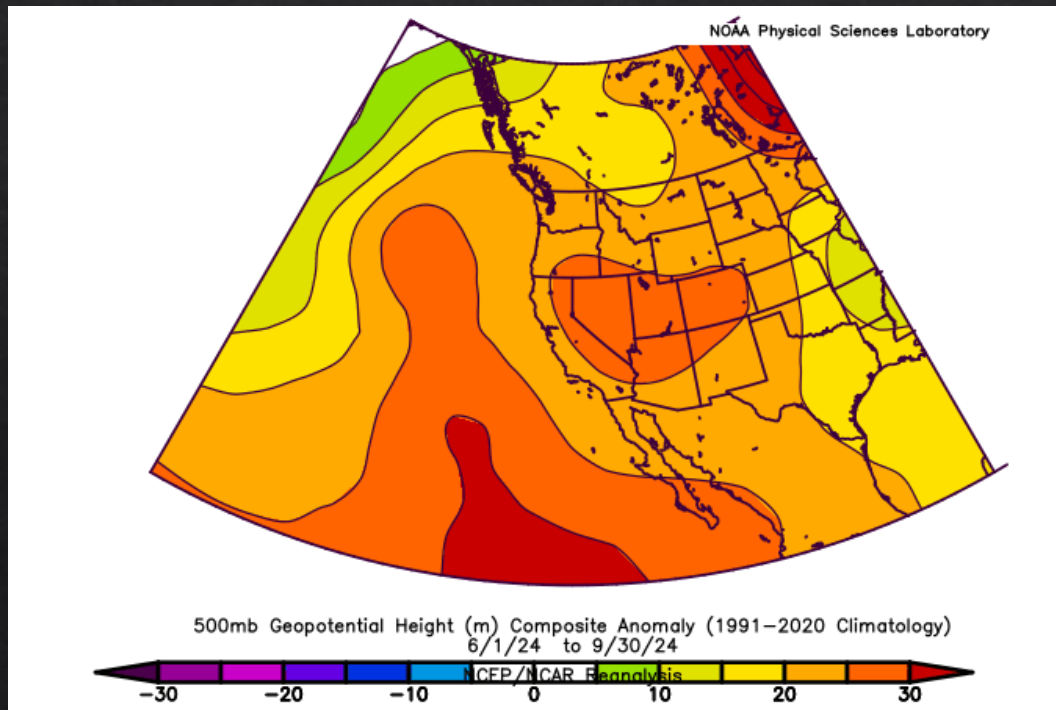 NOAA Physical Sciences Laboratory
500mb Geopotential Height (m) Composite Anomaly (1991-2020 Climatology)
6/1/24 to 9/30/24
NCEP/NCAR Reanalysis
-30 -20 -10 0 10 20 30